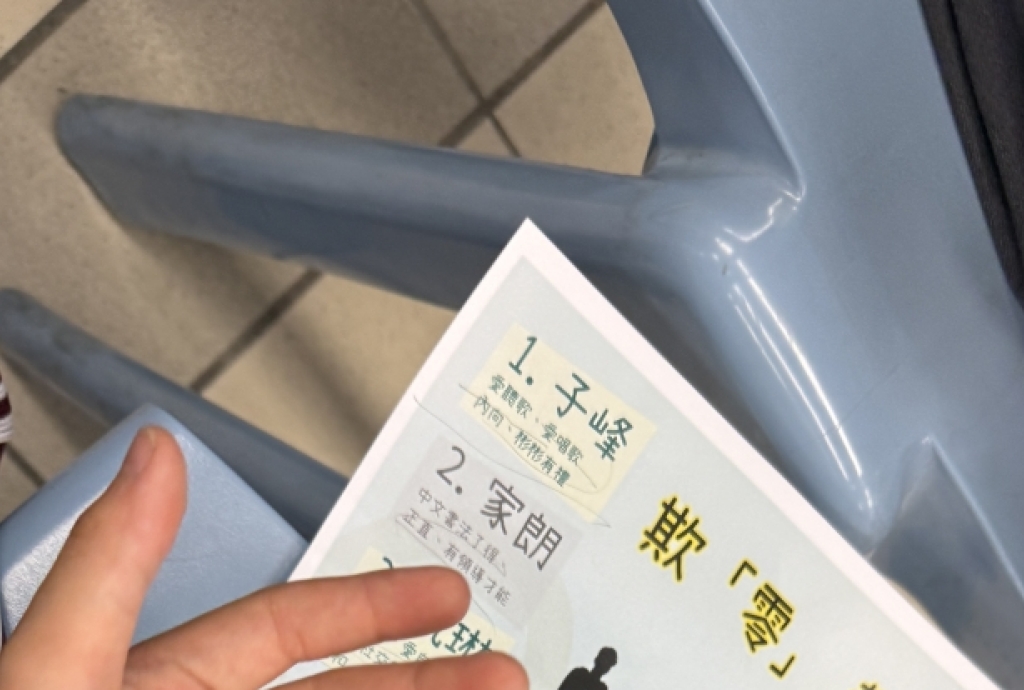 1. 子峰
愛聽歌、愛唱歌
內向、彬彬有禮
2. 家朗
中文書法了得、
正直、有領導才能
欺「零」